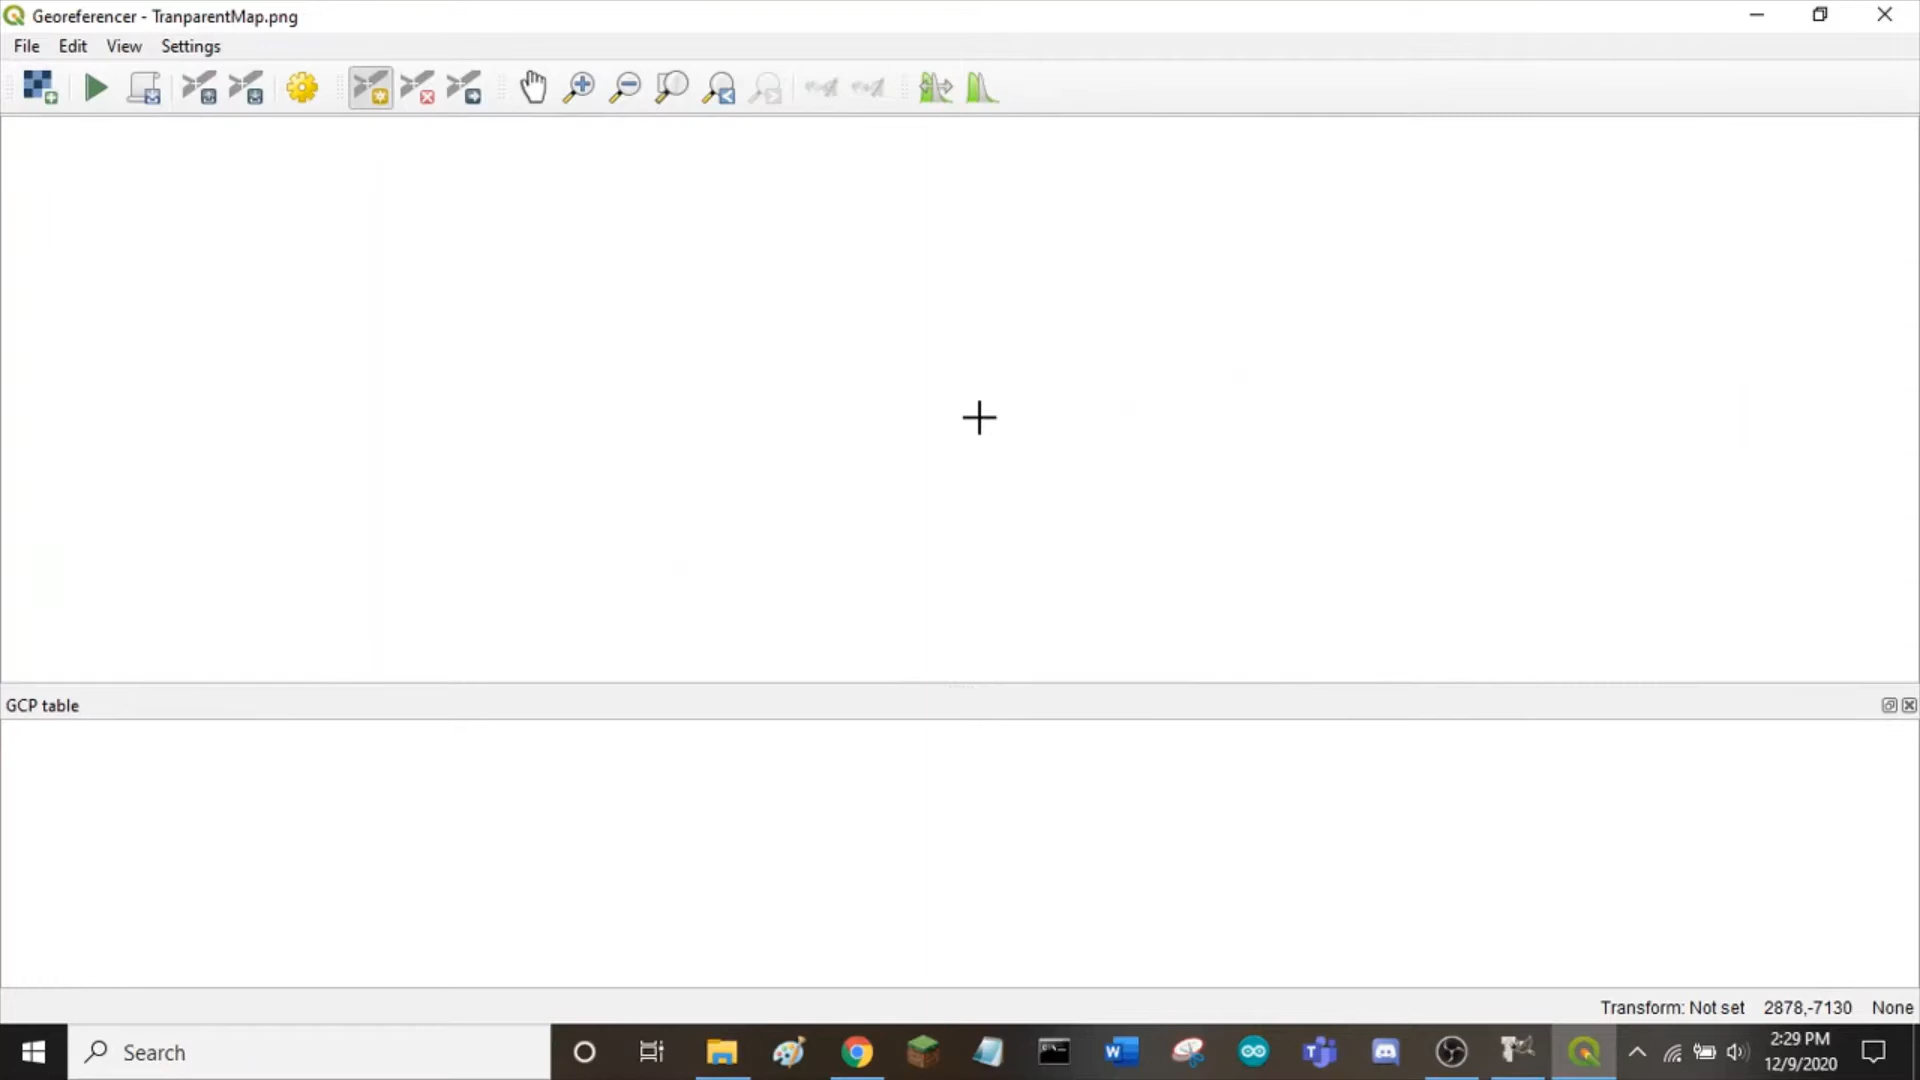 Georeferencer - TranparentMap.png
File Edit View Settings
GCP table
Transform: Not set 2878,-7130 None
Search
2:29 PM
12/9/2020